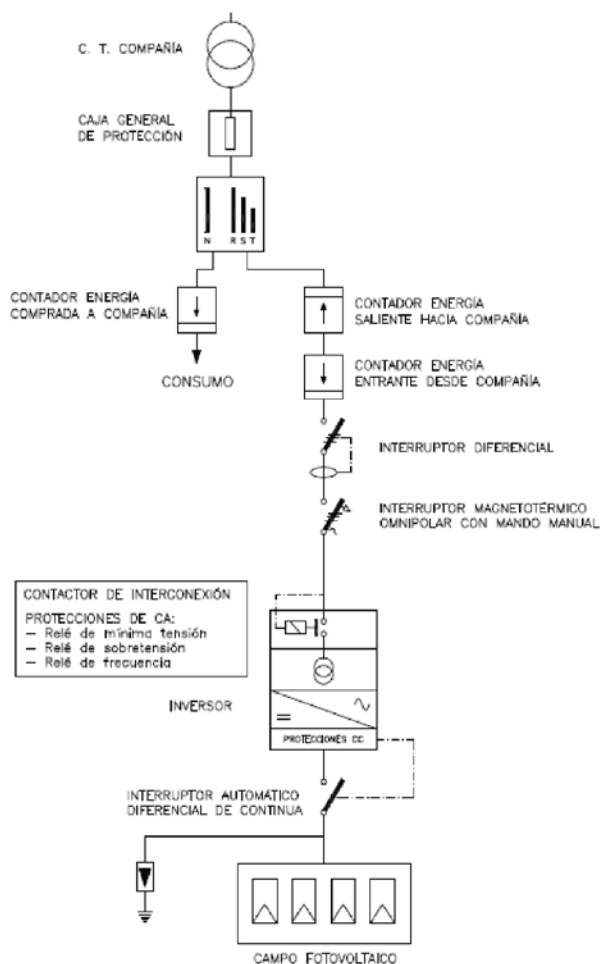 C. T. COMPAÑÍA
CAJA GENERAL
DE PROTECCIÓN
N R S T
CONTADOR ENERGÍA
COMPRADA A COMPAÑÍA
CONTADOR ENERGÍA
SALIENTE HACIA COMPAÑÍA
CONSUMO
CONTADOR ENERGÍA
ENTRANTE DESDE COMPAÑÍA
INTERRUPTOR DIFERENCIAL
INTERRUPTOR MAGNETOTÉRMICO
OMNIPOLAR CON MANDO MANUAL
CONTACTOR DE INTERCONEXIÓN
PROTECCIONES DE CA:
— Relé de mínima tensión
— Relé de sobretensión
— Relé de frecuencia
INVERSOR
PROTECCIONES CC
INTERRUPTOR AUTOMÁTICO
DIFERENCIAL DE CONTINUA
CAMPO FOTOVOLTAICO